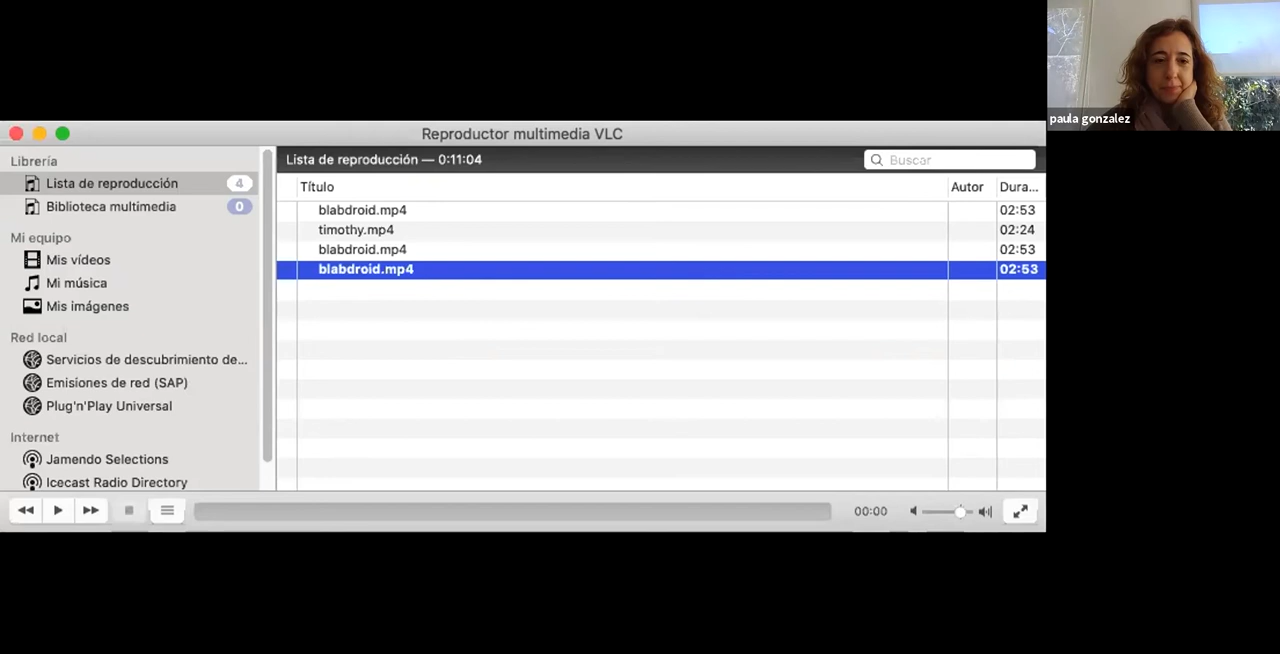 paula gonzalez
Reproductor multimedia VLC
Librería
Lista de reproducción 4
Biblioteca multimedia 0
Mi equipo
Mis vídeos
Mi música
Mis imágenes
Red local
Servicios de descubrimiento de...
Emisiones de red (SAP)
Plug'n'Play Universal
Internet
Jamendo Selections
Icecast Radio Directory
Lista de reproducción — 0:11:04
Buscar
Título Autor Dura...
blabdroid.mp4 02:53
timothy.mp4 02:24
blabdroid.mp4 02:53
blabdroid.mp4 02:53
00:00